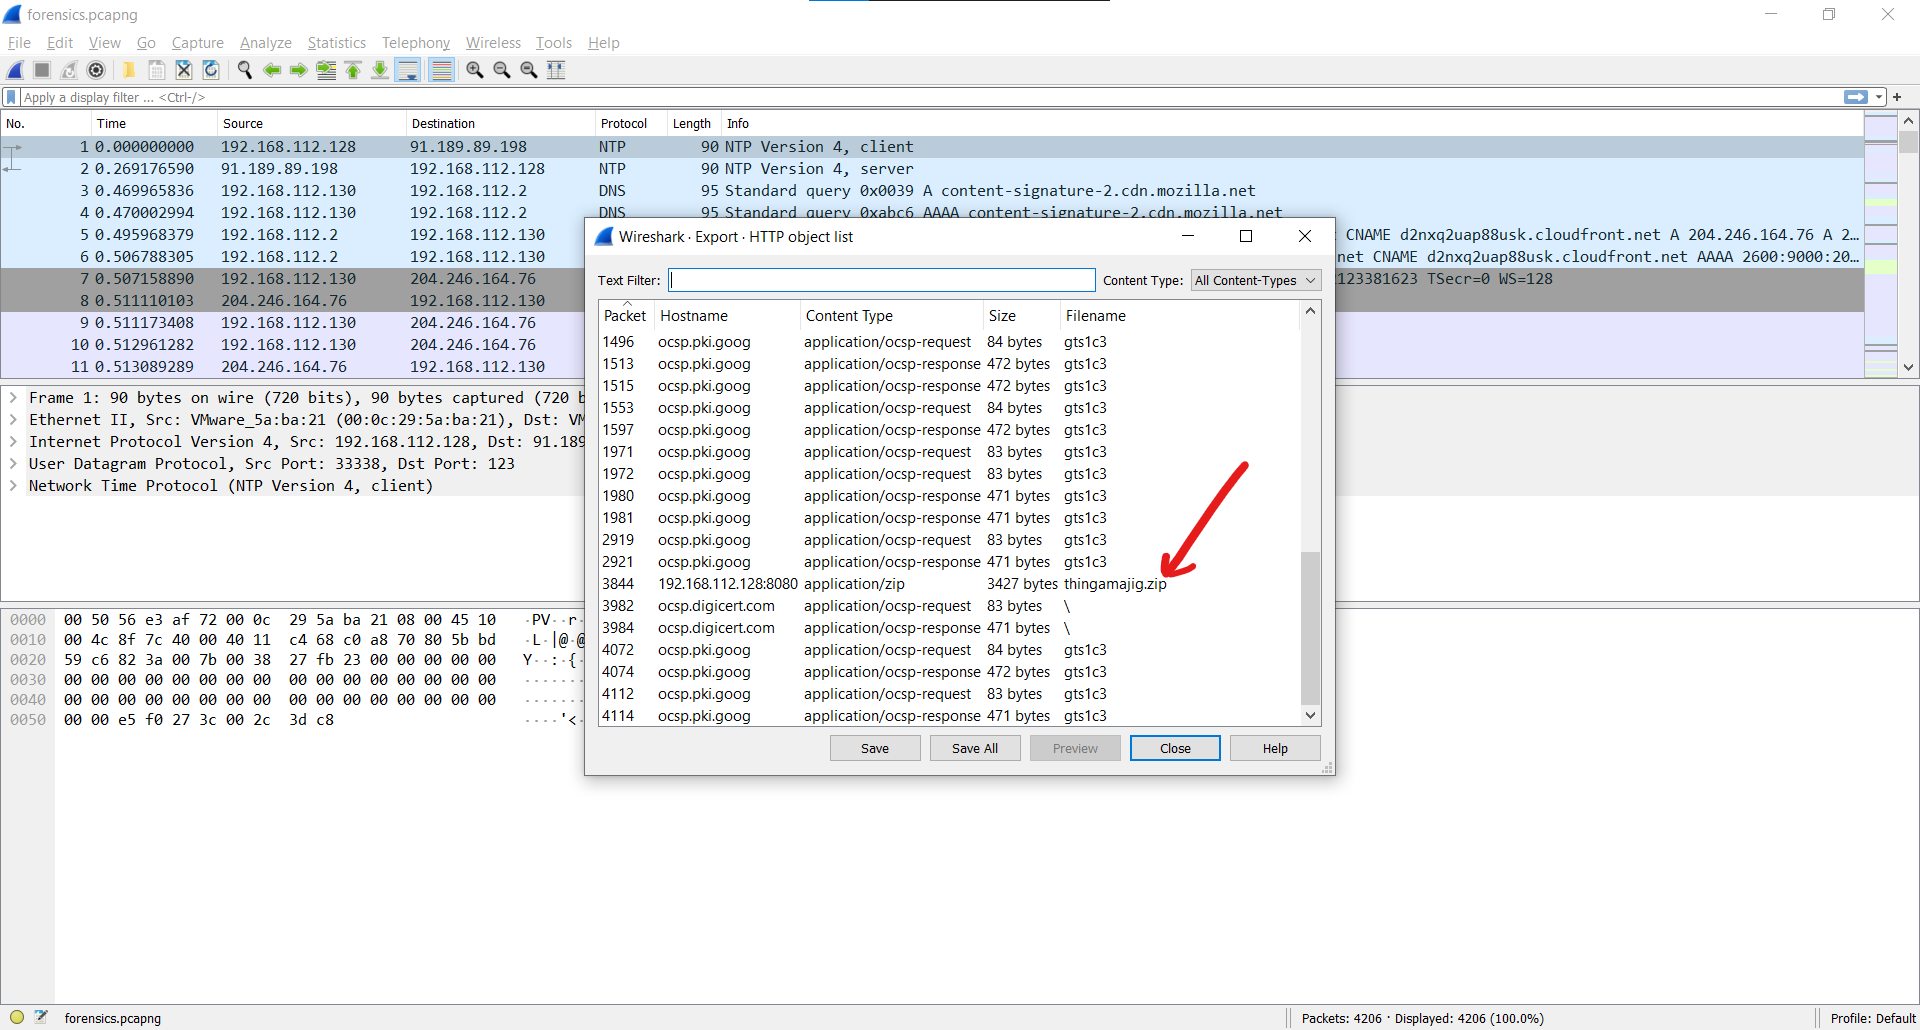 forensics.pcapng
File Edit View Go Capture Analyze Statistics Telephony Wireless Tools Help
Apply a display filter ... <Ctrl-/>
No. Time Source Destination Protocol Length Info
1 0.000000000 192.168.112.128 91.189.89.198 NTP 90 NTP Version 4, client
2 0.269176590 91.189.89.198 192.168.112.128 NTP 90 NTP Version 4, server
3 0.469965836 192.168.112.130 192.168.112.2 DNS 95 Standard query 0x0039 A content-signature-2.cdn.mozilla.net
4 0.470002994 192.168.112.130 192.168.112.2 DNS 95 Standard query 0xabc6 AAAA content-signature-2.cdn.mozilla.net
5 0.495968379 192.168.112.2 192.168.112.130 CNAME d2nxq2uap88usk.cloudfront.net A 204.246.164.76 A 2…
6 0.506788305 192.168.112.2 192.168.112.130 net CNAME d2nxq2uap88usk.cloudfront.net AAAA 2600:9000:20…
7 0.507158890 192.168.112.130 204.246.164.76 123381623 TSecr=0 WS=128
8 0.511110103 204.246.164.76 192.168.112.130
9 0.511173408 192.168.112.130 204.246.164.76
10 0.512961282 192.168.112.130 204.246.164.76
11 0.513089289 204.246.164.76 192.168.112.130
Wireshark · Export · HTTP object list
Text Filter: Content Type: All Content-Types
Packet Hostname Content Type Size Filename
1496 ocsp.pki.goog application/ocsp-request 84 bytes gts1c3
1513 ocsp.pki.goog application/ocsp-response 472 bytes gts1c3
1515 ocsp.pki.goog application/ocsp-response 472 bytes gts1c3
1553 ocsp.pki.goog application/ocsp-request 84 bytes gts1c3
1597 ocsp.pki.goog application/ocsp-response 472 bytes gts1c3
1971 ocsp.pki.goog application/ocsp-request 83 bytes gts1c3
1972 ocsp.pki.goog application/ocsp-request 83 bytes gts1c3
1980 ocsp.pki.goog application/ocsp-response 471 bytes gts1c3
1981 ocsp.pki.goog application/ocsp-response 471 bytes gts1c3
2919 ocsp.pki.goog application/ocsp-request 83 bytes gts1c3
2921 ocsp.pki.goog application/ocsp-response 471 bytes gts1c3
3844 192.168.112.128:8080 application/zip 3427 bytes thingamajig.zip
3982 ocsp.digicert.com application/ocsp-request 83 bytes \
3984 ocsp.digicert.com application/ocsp-response 471 bytes \
4072 ocsp.pki.goog application/ocsp-request 84 bytes gts1c3
4074 ocsp.pki.goog application/ocsp-response 472 bytes gts1c3
4112 ocsp.pki.goog application/ocsp-request 83 bytes gts1c3
4114 ocsp.pki.goog application/ocsp-response 471 bytes gts1c3
Save Save All Preview Close Help
Frame 1: 90 bytes on wire (720 bits), 90 bytes captured (720 b
Ethernet II, Src: VMware_5a:ba:21 (00:0c:29:5a:ba:21), Dst: VM
Internet Protocol Version 4, Src: 192.168.112.128, Dst: 91.189
User Datagram Protocol, Src Port: 33338, Dst Port: 123
Network Time Protocol (NTP Version 4, client)
0000 00 50 56 e3 af 72 00 0c 29 5a ba 21 08 00 45 10 ·PV··r·
0010 00 4c 8f 7c 40 00 40 11 c4 68 c0 a8 70 80 5b bd ·L·|@·@
0020 59 c6 82 3a 00 7b 00 38 27 fb 23 00 00 00 00 00 Y··:·{·
0030 00 00 00 00 00 00 00 00 00 00 00 00 00 00 00 00 ·······
0040 00 00 00 00 00 00 00 00 00 00 00 00 00 00 00 00 ·······
0050 00 00 e5 f0 27 3c 00 2c 3d c8 ····'<·
forensics.pcapng Packets: 4206 · Displayed: 4206 (100.0%) Profile: Default